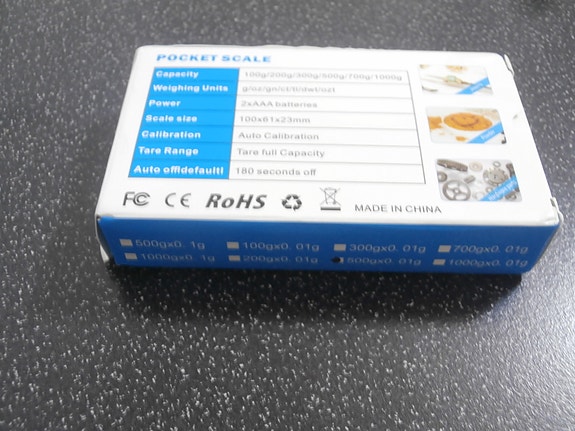 POCKET SCALE
Capacity 100g/200g/300g/500g/700g/1000g
Weighing Units g/oz/gn/ct/tl/dwt/ozt
Power 2xAAA batteries
Scale size 100x61x23mm
Calibration Auto Calibration
Tare Range Tare full Capacity
Auto off(defautl) 180 seconds off
FC CE RoHS MADE IN CHINA
500gx0. 1g 100gx0. 01g 300gx0. 01g 700gx0. 01g
1000gx0. 1g 200gx0. 01g 500gx0. 01g 1000gx0. 01g